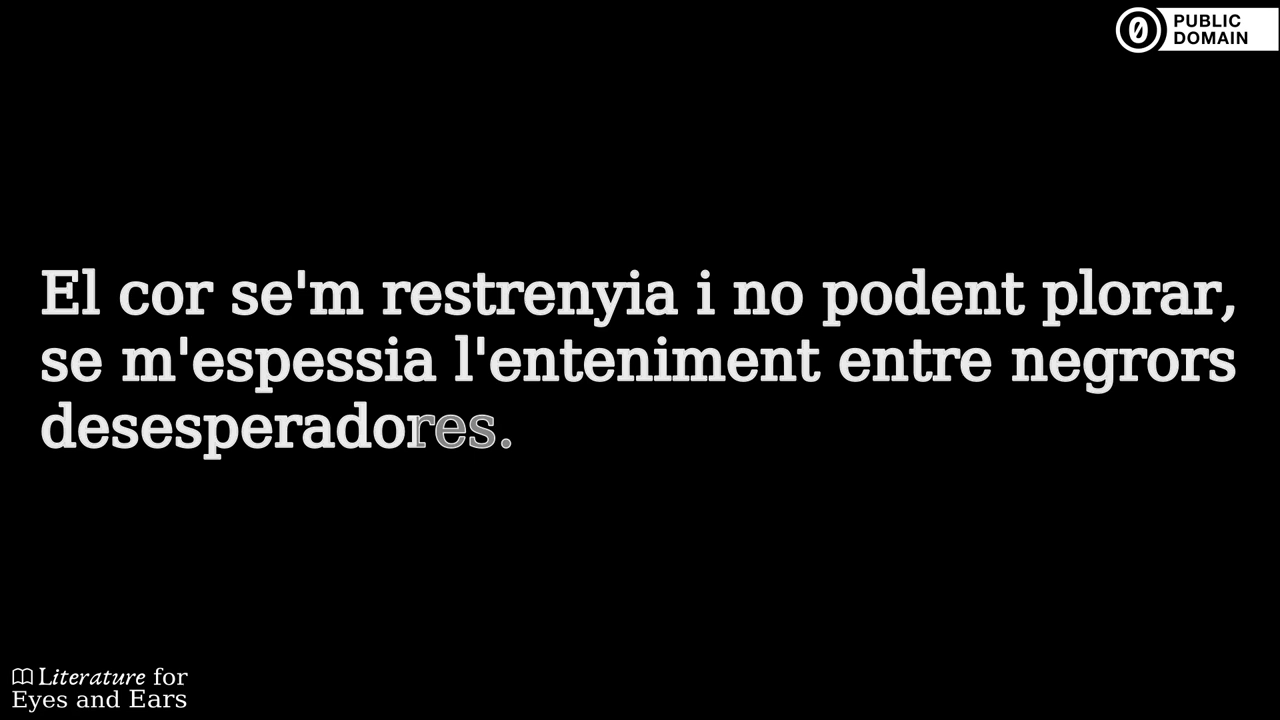 PUBLIC
DOMAIN
El cor se'm restrenyia i no podent plorar,
se m'espessia l'enteniment entre negrors
desesperadores.
Literature for
Eyes and Ears